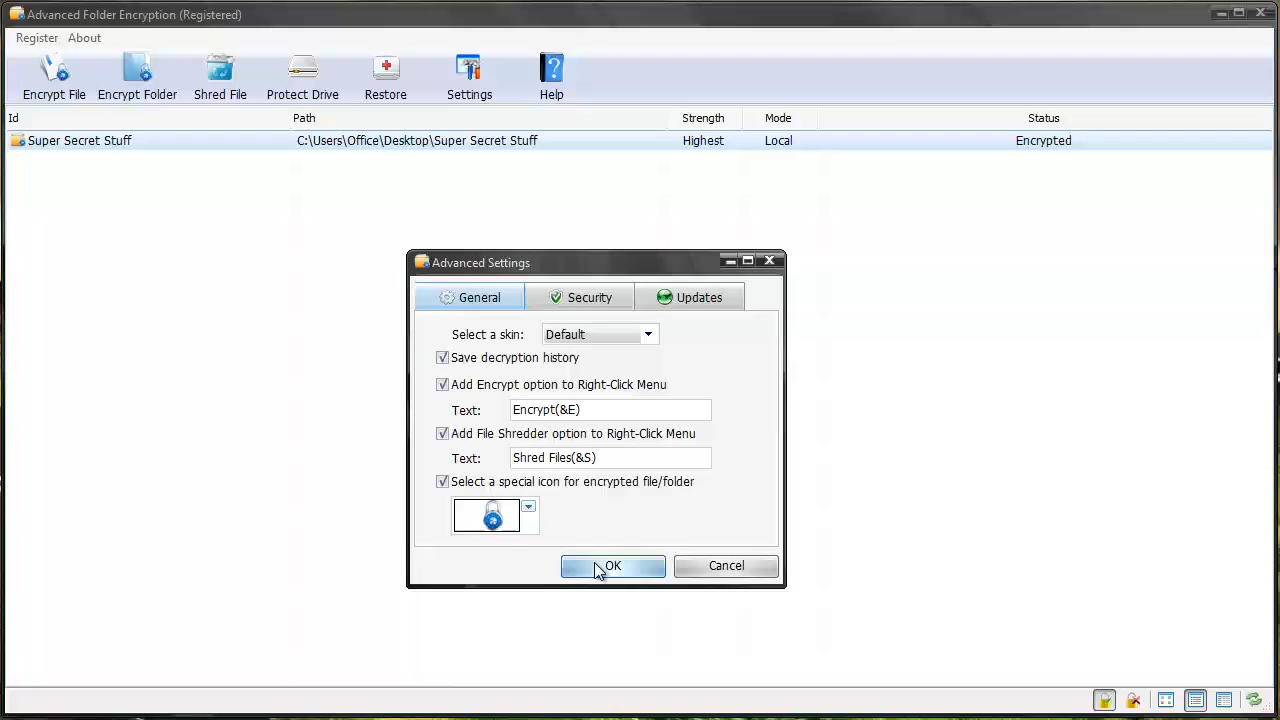 Advanced Folder Encryption (Registered)
Register About
Encrypt File Encrypt Folder Shred File Protect Drive Restore Settings Help
Id Path Strength Mode Status
Super Secret Stuff C:\Users\Office\Desktop\Super Secret Stuff Highest Local Encrypted
Advanced Settings
General Security Updates
Select a skin: Default
Save decryption history
Add Encrypt option to Right-Click Menu
Text: Encrypt(&E)
Add File Shredder option to Right-Click Menu
Text: Shred Files(&S)
Select a special icon for encrypted file/folder
OK Cancel